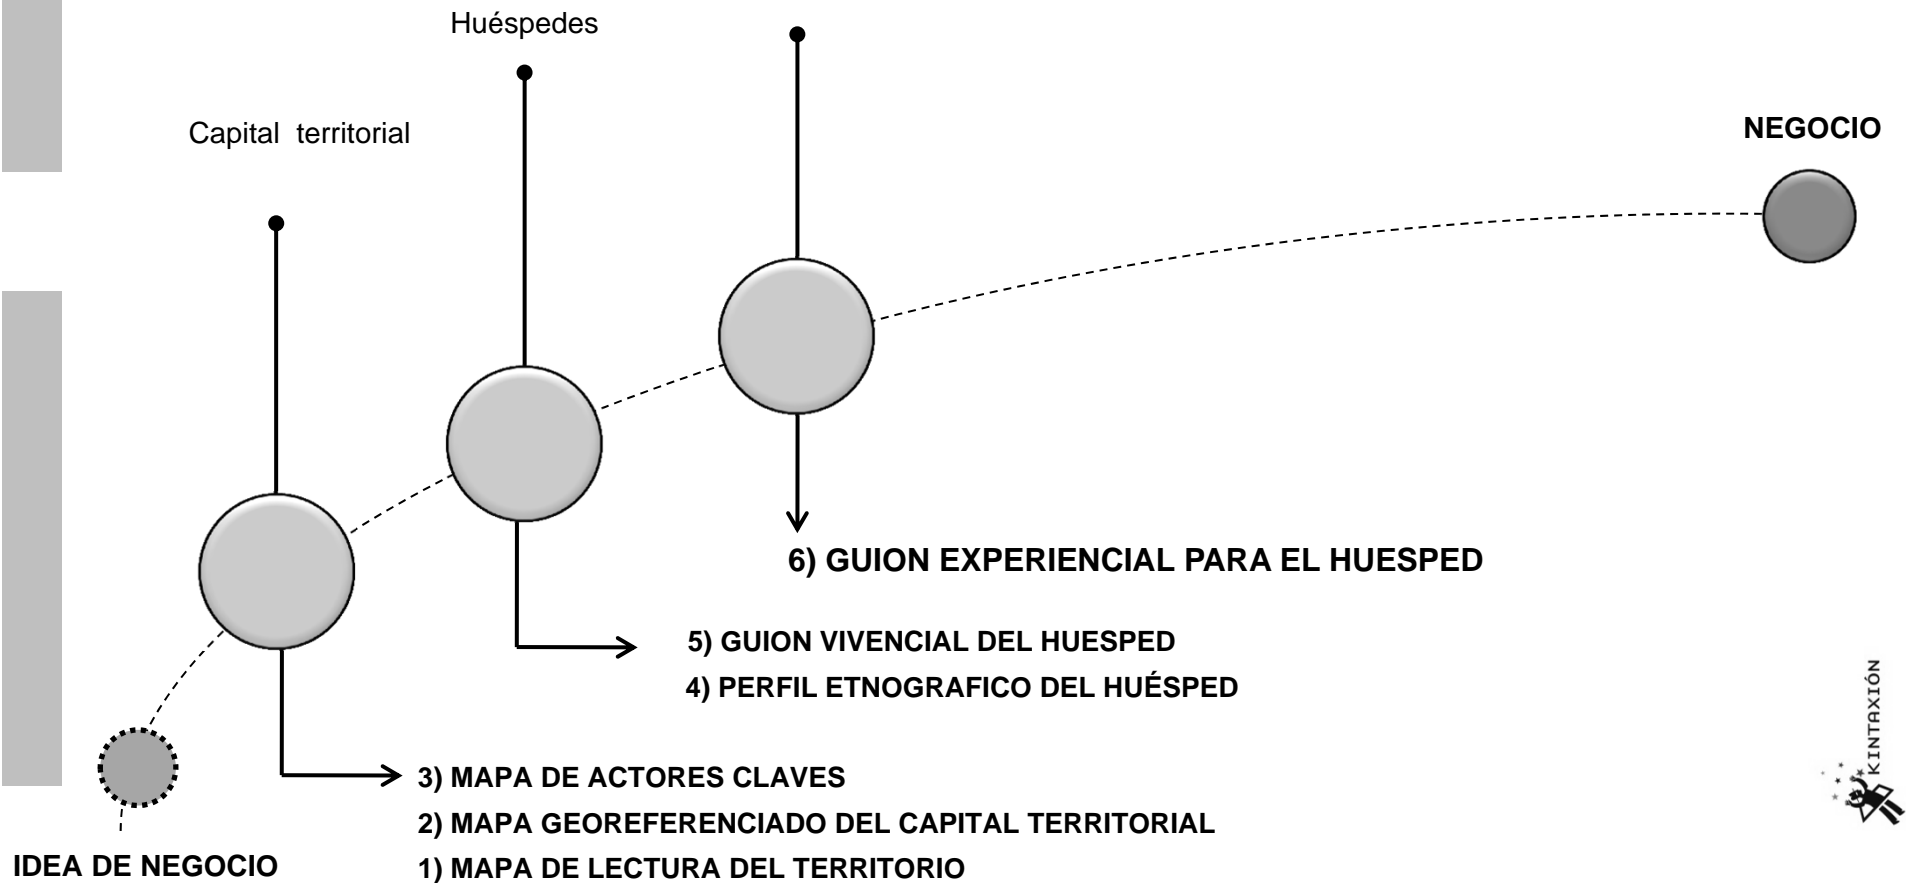 Huéspedes
Capital territorial
NEGOCIO
6) GUION EXPERIENCIAL PARA EL HUESPED
5) GUION VIVENCIAL DEL HUESPED
4) PERFIL ETNOGRAFICO DEL HUÉSPED
3) MAPA DE ACTORES CLAVES
2) MAPA GEOREFERENCIADO DEL CAPITAL TERRITORIAL
1) MAPA DE LECTURA DEL TERRITORIO
IDEA DE NEGOCIO
KINTAXIÓN